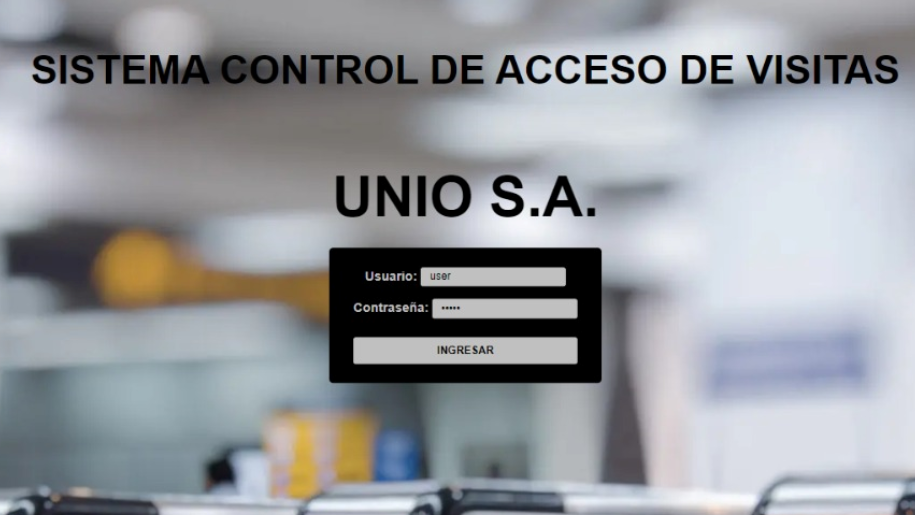 SISTEMA CONTROL DE ACCESO DE VISITAS
UNIO S.A.
Usuario: user
Contraseña: •••••
INGRESAR